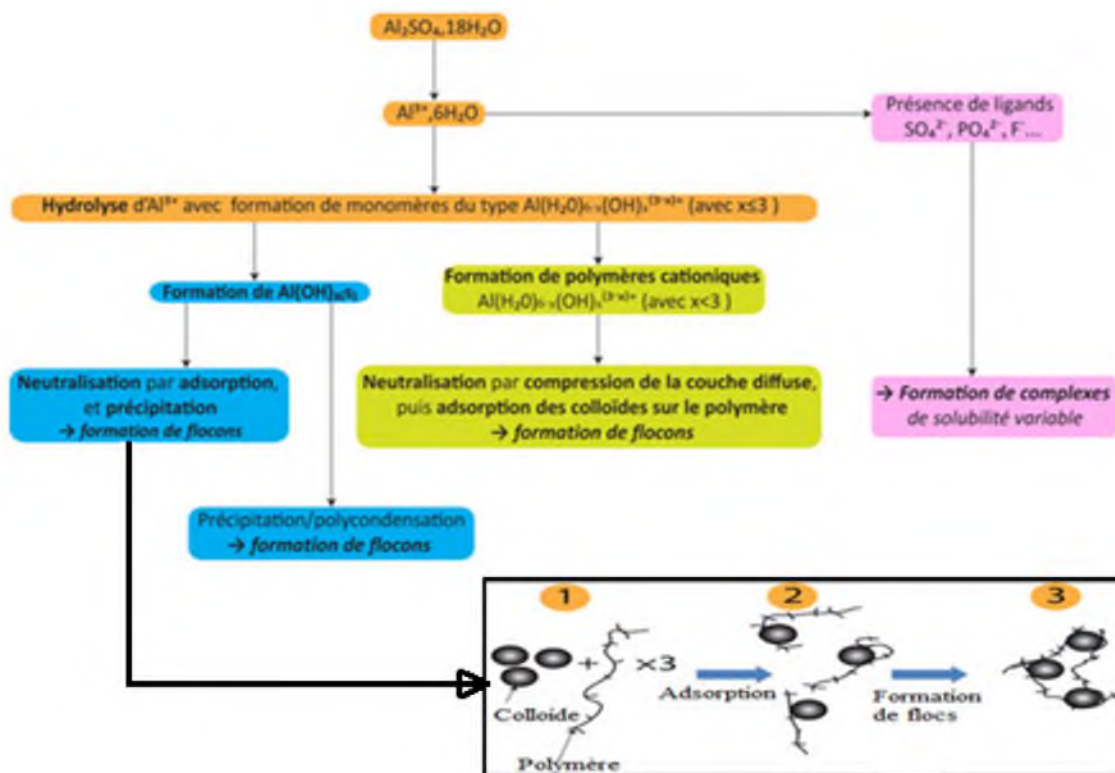 Al₂SO₄,18H₂O
Al³⁺,6H₂O
Présence de ligands
SO₄²⁻, PO₄²⁻, F⁻...
Hydrolyse d'Al³⁺ avec formation de monomères du type Al(H₂0)₆₋ₓ(OH)ₓ⁽³⁻ˣ⁾⁺ (avec x≤3 )
Formation de Al(OH)₃₍ₛ₎
Formation de polymères cationiques
Al(H₂0)₆₋ₓ(OH)ₓ⁽³⁻ˣ⁾⁺ (avec x<3 )
Neutralisation par adsorption,
et précipitation
→ formation de flocons
Neutralisation par compression de la couche diffuse,
puis adsorption des colloïdes sur le polymère
→ formation de flocons
→ Formation de complexes
de solubilité variable
Précipitation/polycondensation
→ formation de flocons
1
2
3
+
×3
Adsorption
Formation
de flocs
Colloide
Polymère